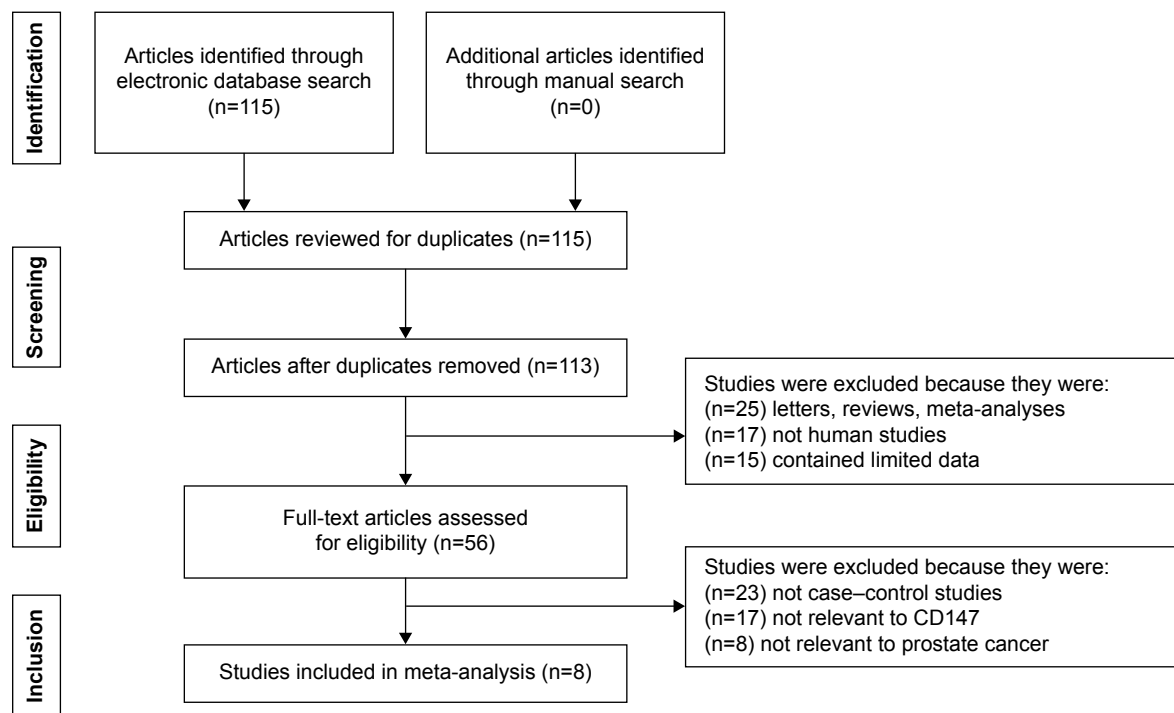 Identification
Articles identified through
electronic database search
(n=115)
Additional articles identified
through manual search
(n=0)
Screening
Articles reviewed for duplicates (n=115)
Articles after duplicates removed (n=113)
Studies were excluded because they were:
(n=25) letters, reviews, meta-analyses
(n=17) not human studies
(n=15) contained limited data
Eligibility
Full-text articles assessed
for eligibility (n=56)
Studies were excluded because they were:
(n=23) not case–control studies
(n=17) not relevant to CD147
(n=8) not relevant to prostate cancer
Inclusion
Studies included in meta-analysis (n=8)